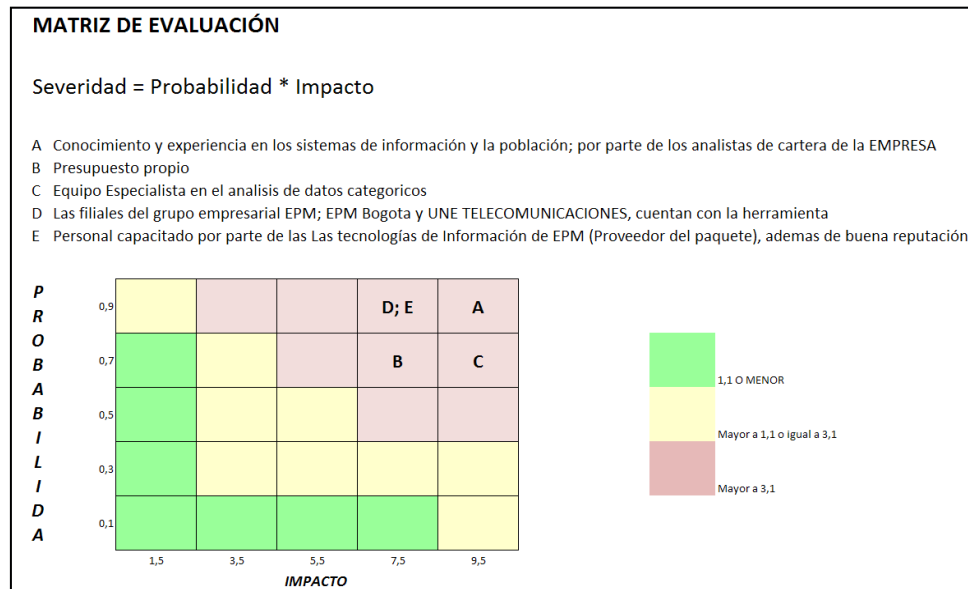 MATRIZ DE EVALUACIÓN
Severidad = Probabilidad * Impacto
A Conocimiento y experiencia en los sistemas de información y la población; por parte de los analistas de cartera de la EMPRESA
B Presupuesto propio
C Equipo Especialista en el analisis de datos categoricos
D Las filiales del grupo empresarial EPM; EPM Bogota y UNE TELECOMUNICACIONES, cuentan con la herramienta
E Personal capacitado por parte de las Las tecnologías de Información de EPM (Proveedor del paquete), ademas de buena reputación
P
R
O
B
A
B
I
L
I
D
A
0,9
D; E
A
0,7
B
C
0,5
0,3
0,1
1,5 3,5 5,5 7,5 9,5
IMPACTO
1,1 O MENOR
Mayor a 1,1 o igual a 3,1
Mayor a 3,1